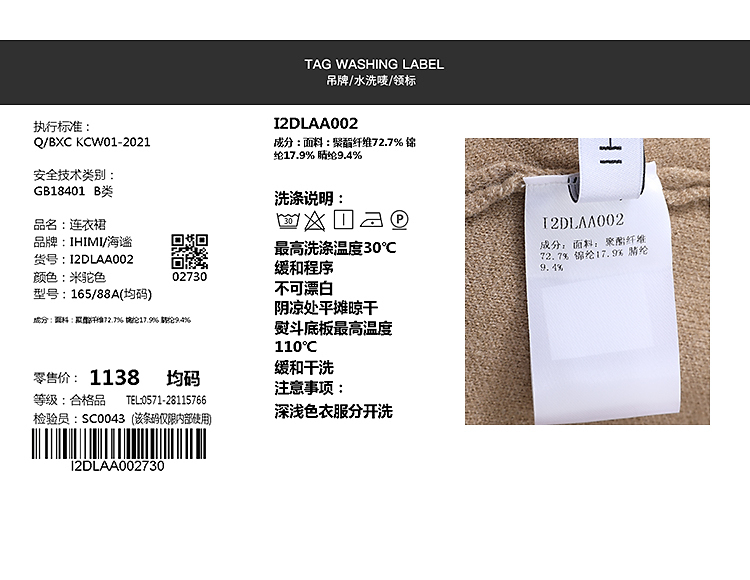 TAG WASHING LABEL
吊牌/水洗唛/领标
执行标准：
Q/BXC KCW01-2021
安全技术类别：
GB18401 B类
品名：连衣裙
品牌：IHIMI/海谧
货号：I2DLAA002
颜色：米驼色
型号：165/88A(均码)
02730
成分：面料：聚酯纤维72.7% 锦纶17.9% 腈纶9.4%
零售价：1138 均码
等级：合格品 TEL:0571-28115766
检验员：SC0043 (该条码仅限内部使用)
I2DLAA002730
I2DLAA002
成分：面料：聚酯纤维72.7% 锦
纶17.9% 腈纶9.4%
洗涤说明：
30
P
最高洗涤温度30℃
缓和程序
不可漂白
阴凉处平摊晾干
熨斗底板最高温度
110℃
缓和干洗
注意事项：
深浅色衣服分开洗
I2DLAA002
成分：面料：聚酯纤维
72.7% 锦纶17.9% 腈纶
9.4%